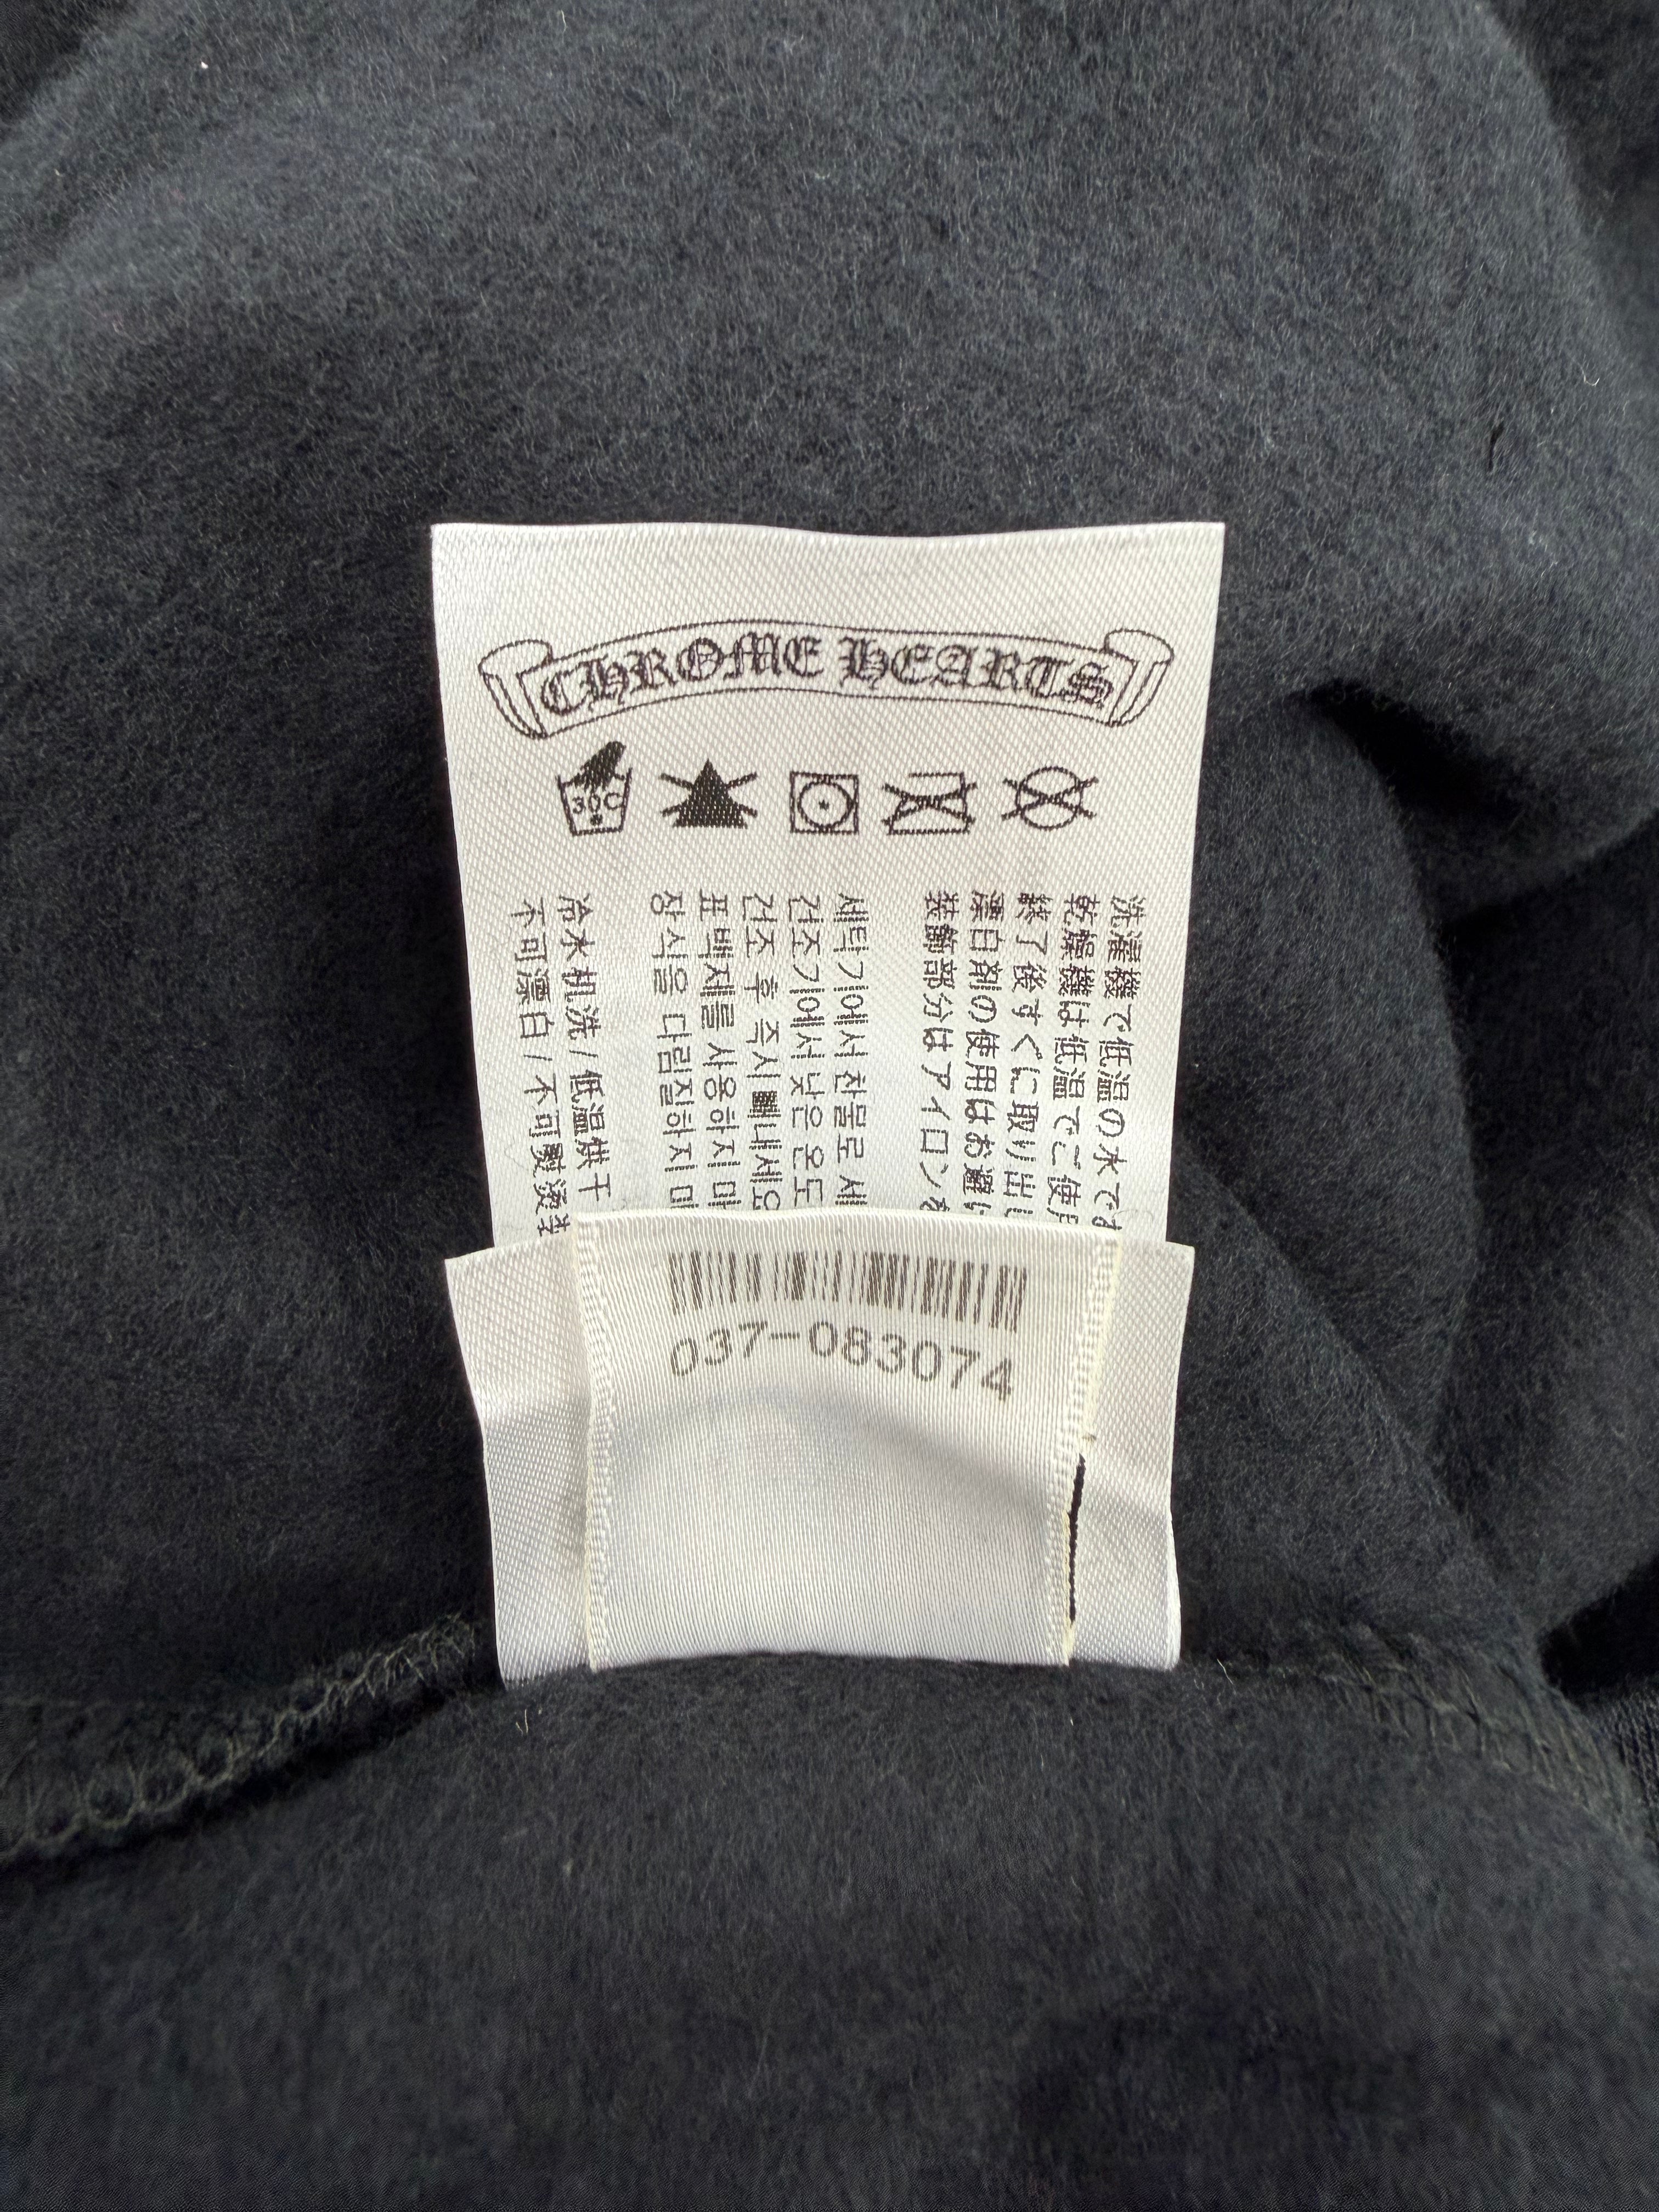 CHROME HEARTS
30C
洗濯機で低温の水で
乾燥機は低温でご使
終了後すぐに取り出し
漂白剤の使用はお避
装飾部分はアイロンを
세탁기에서 찬물로 세
건조기에서 낮은 온도
건조 후 즉시 빼내세요
표백제를 사용하지 마
장식을 다림질하지 마
冷水机洗 / 低温烘干
不可漂白 / 不可熨烫
037-083074